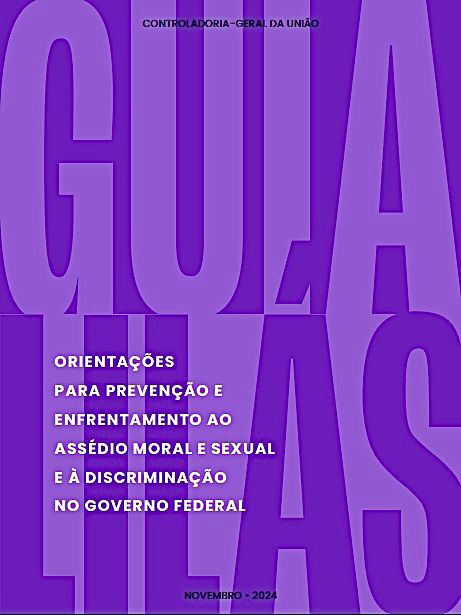 CONTROLADORIA-GERAL DA UNIÃO
GUIA
LILÁS
ORIENTAÇÕES
PARA PREVENÇÃO E
ENFRENTAMENTO AO
ASSÉDIO MORAL E SEXUAL
E À DISCRIMINAÇÃO
NO GOVERNO FEDERAL
NOVEMBRO - 2024